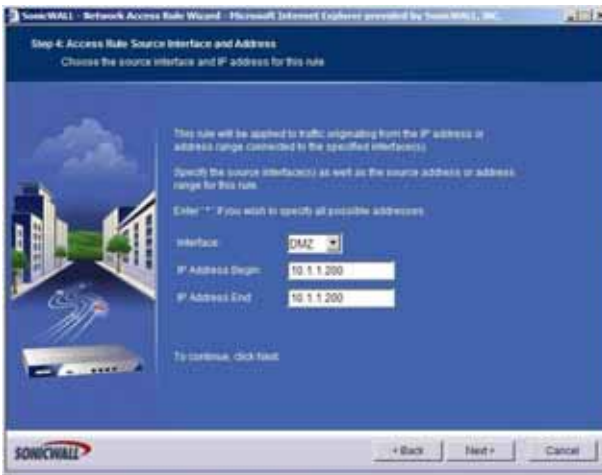 SonicWALL - Network Access Rule Wizard - Microsoft Internet Explorer provided by SonicWALL, INC.
Step 4: Access Rule Source Interface and Address
Choose the source interface and IP address for this rule
This rule will be applied to traffic originating from the IP address or
address range connected to the specified interface(s).
Specify the source interface(s) as well as the source address or address
range for this rule.
Enter "*" if you wish to specify all possible addresses.
Interface: DMZ
IP Address Begin: 10.1.1.200
IP Address End: 10.1.1.200
To continue, click Next.
SONICWALL
< Back
Next >
Cancel